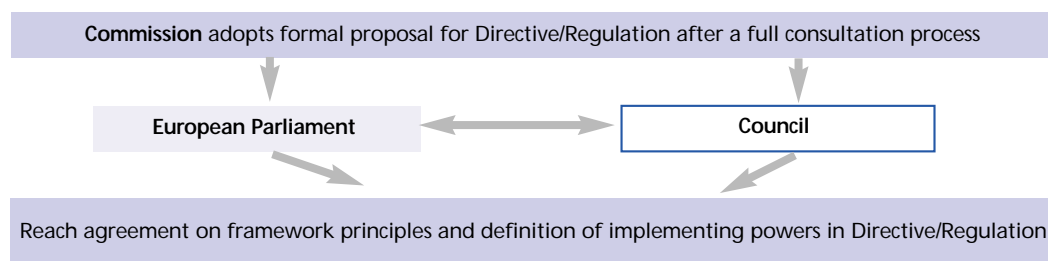 Commission adopts formal proposal for Directive/Regulation after a full consultation process
European Parliament
Council
Reach agreement on framework principles and definition of implementing powers in Directive/Regulation